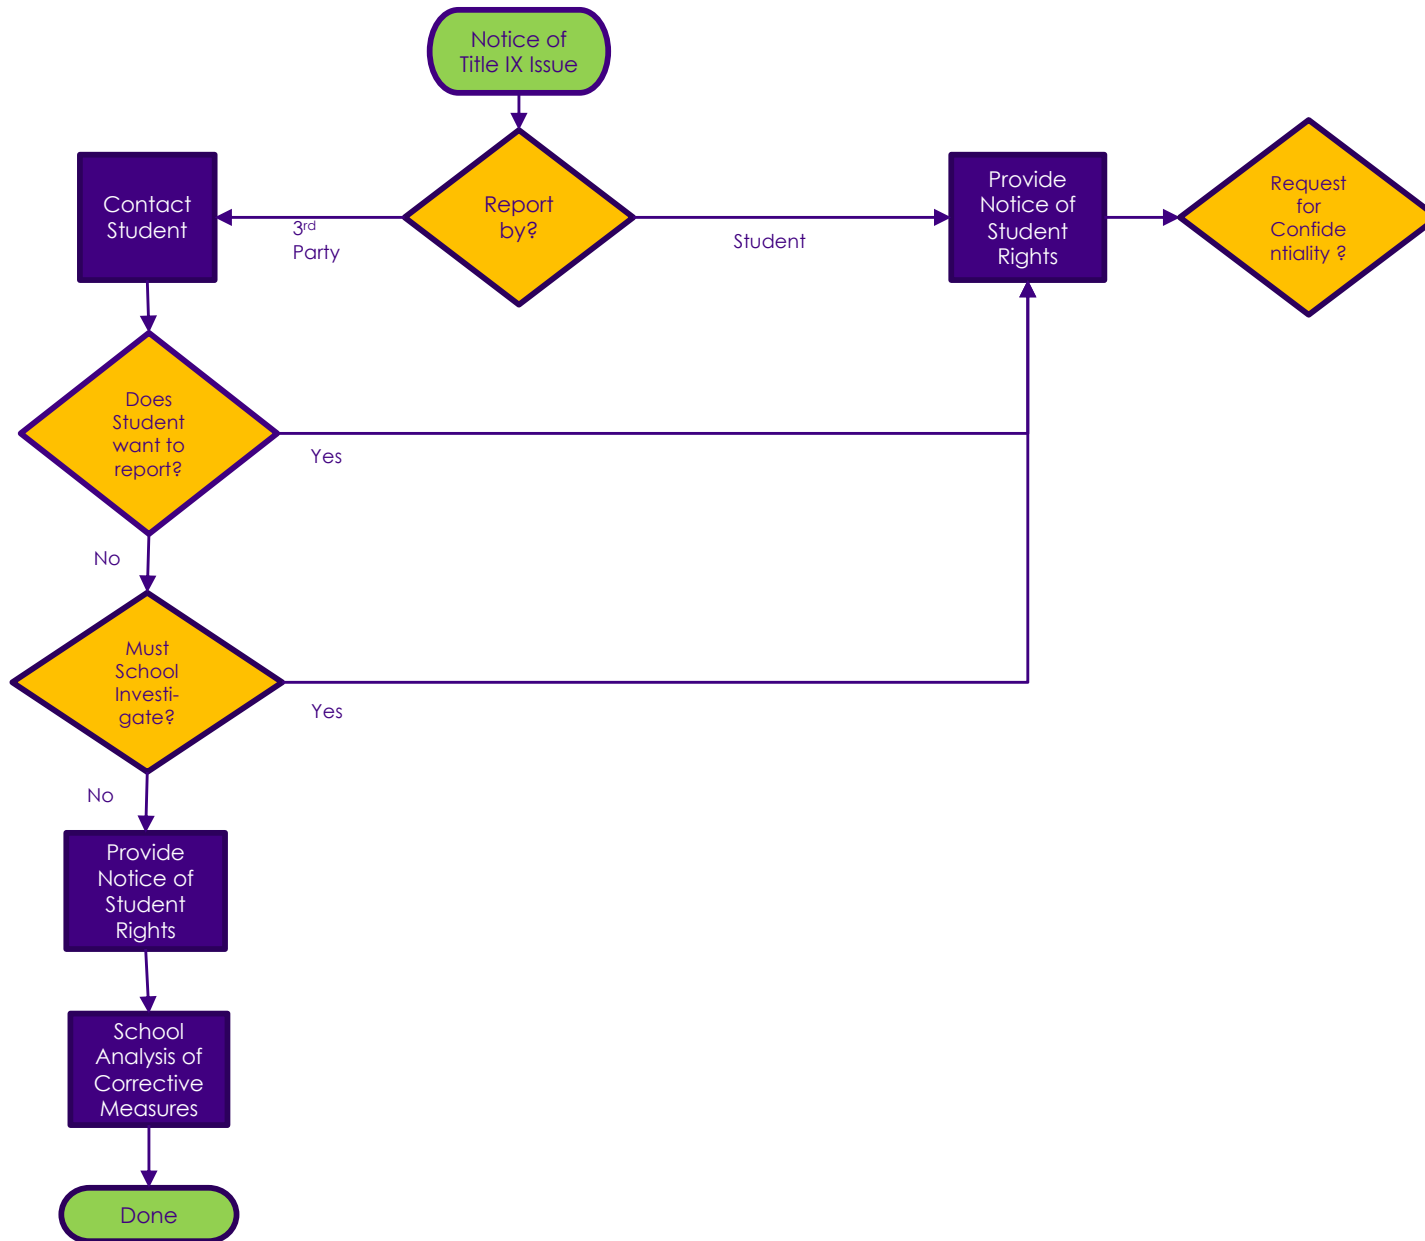 Notice of
Title IX Issue
Contact
Student
3rd
Party
Report
by?
Student
Provide
Notice of
Student
Rights
Request
for
Confide
ntiality ?
Does
Student
want to
report?
Yes
No
Must
School
Investi-
gate?
Yes
No
Provide
Notice of
Student
Rights
School
Analysis of
Corrective
Measures
Done